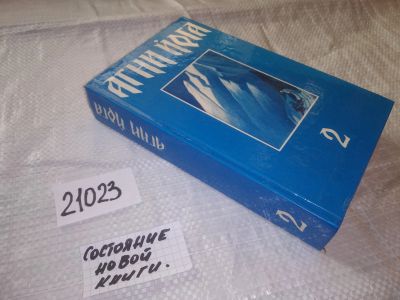 АГНИ ЙОГА
2
АГНИ ЙОГА
2
21023
СОСТОЯНИЕ
НОВОЙ
КНИГИ.